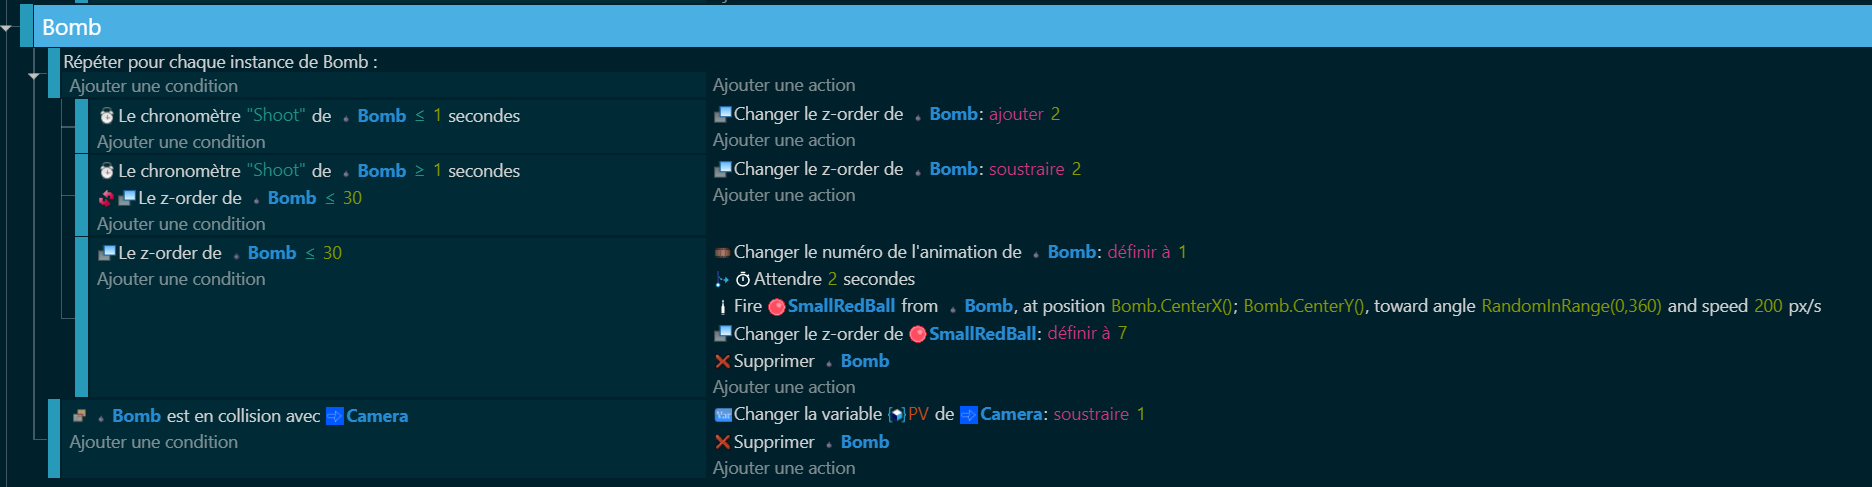 Bomb
Répéter pour chaque instance de Bomb :
Ajouter une condition
Ajouter une action
Le chronomètre "Shoot" de Bomb ≤ 1 secondes
Changer le z-order de Bomb: ajouter 2
Ajouter une condition
Ajouter une action
Le chronomètre "Shoot" de Bomb ≥ 1 secondes
Changer le z-order de Bomb: soustraire 2
Le z-order de Bomb ≤ 30
Ajouter une action
Ajouter une condition
Le z-order de Bomb ≤ 30
Changer le numéro de l'animation de Bomb: définir à 1
Ajouter une condition
Attendre 2 secondes
Fire SmallRedBall from Bomb, at position Bomb.CenterX(); Bomb.CenterY(), toward angle RandomInRange(0,360) and speed 200 px/s
Changer le z-order de SmallRedBall: définir à 7
Supprimer Bomb
Ajouter une action
Bomb est en collision avec Camera
Changer la variable PV de Camera: soustraire 1
Ajouter une condition
Supprimer Bomb
Ajouter une action